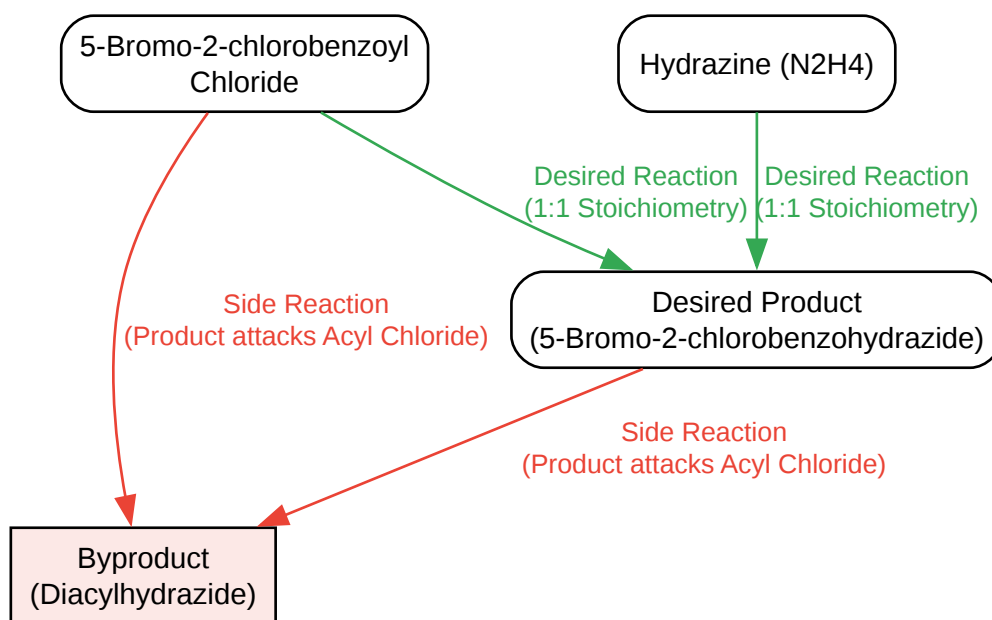 5-Bromo-2-chlorobenzoyl
Chloride
Hydrazine (N2H4)
Desired Reaction
(1:1 Stoichiometry)
Desired Reaction
(1:1 Stoichiometry)
Desired Product
(5-Bromo-2-chlorobenzohydrazide)
Side Reaction
(Product attacks Acyl Chloride)
Side Reaction
(Product attacks Acyl Chloride)
Byproduct
(Diacylhydrazide)